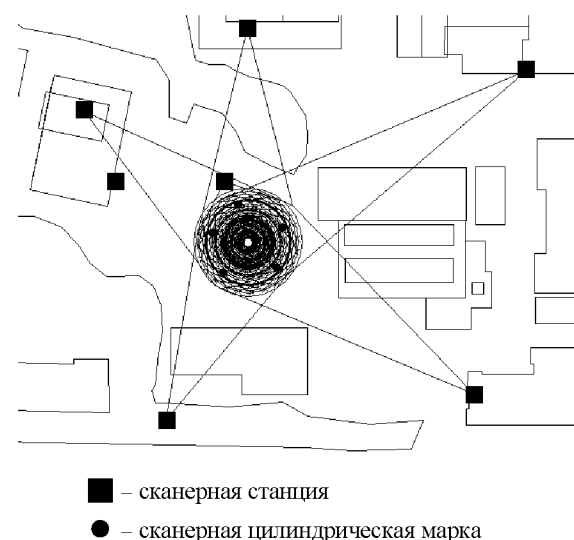 – сканерная станция
– сканерная цилиндрическая марка